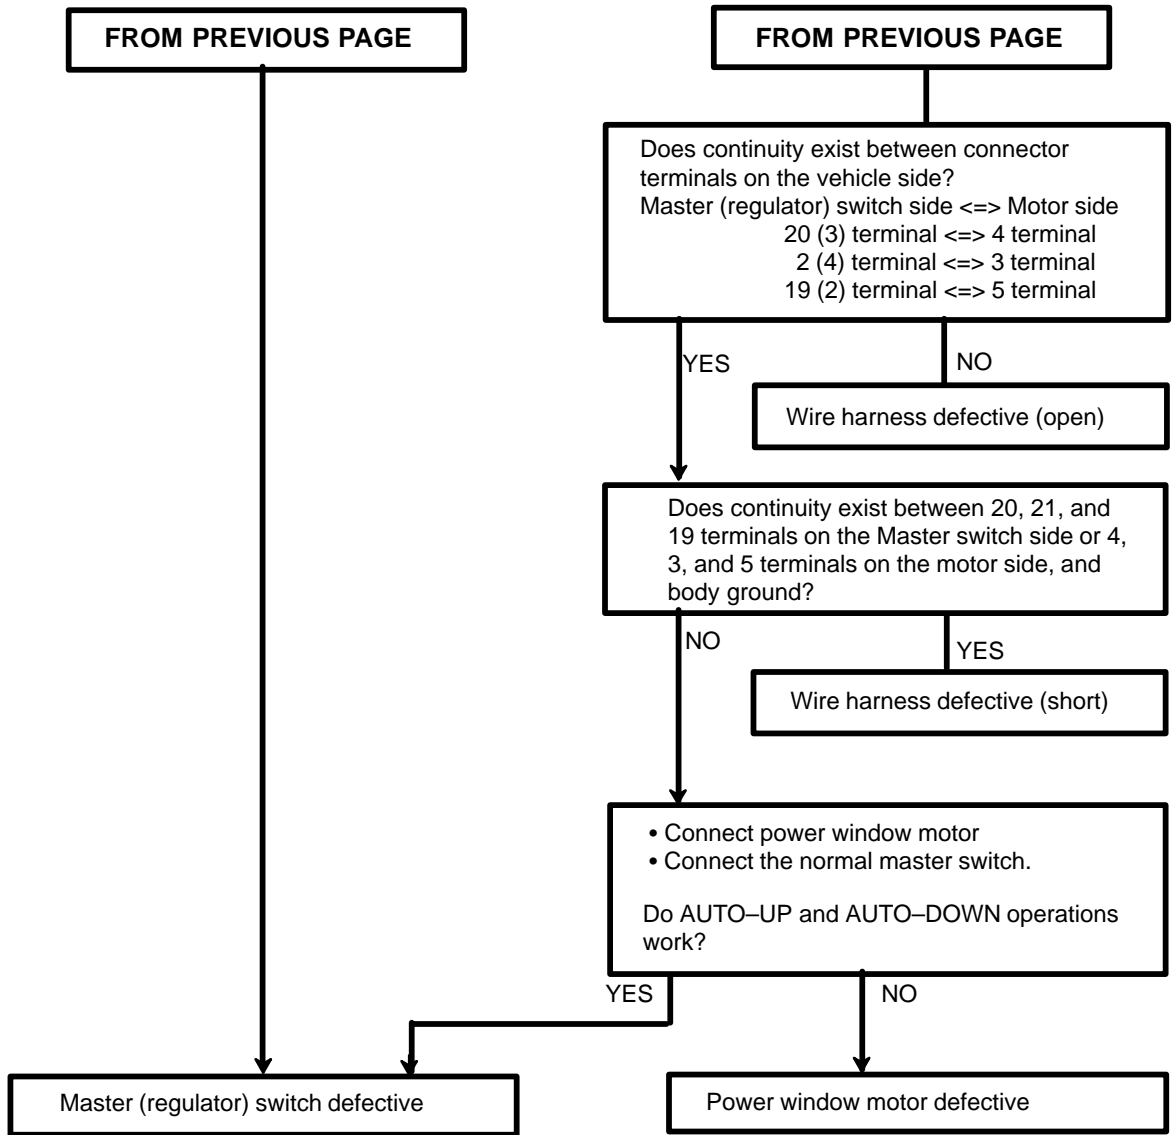 FROM PREVIOUS PAGE
FROM PREVIOUS PAGE
Does continuity exist between connector
terminals on the vehicle side?
Master (regulator) switch side <=> Motor side
20 (3) terminal <=> 4 terminal
2 (4) terminal <=> 3 terminal
19 (2) terminal <=> 5 terminal
YES
NO
Wire harness defective (open)
Does continuity exist between 20, 21, and
19 terminals on the Master switch side or 4,
3, and 5 terminals on the motor side, and
body ground?
NO
YES
Wire harness defective (short)
• Connect power window motor
• Connect the normal master switch.
Do AUTO–UP and AUTO–DOWN operations
work?
YES
NO
Master (regulator) switch defective
Power window motor defective